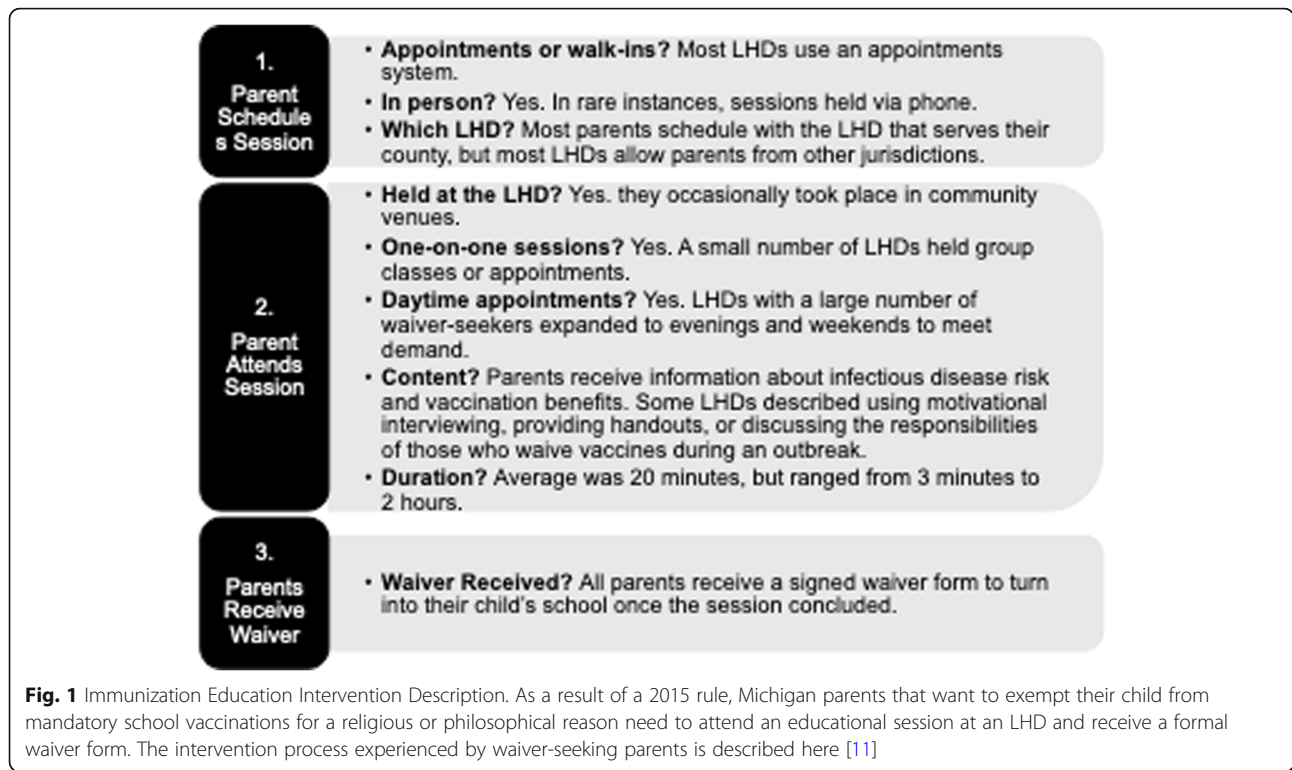 1.
Parent
Schedule
s Session
• Appointments or walk-ins? Most LHDs use an appointments
system.
• In person? Yes. In rare instances, sessions held via phone.
• Which LHD? Most parents schedule with the LHD that serves their
county, but most LHDs allow parents from other jurisdictions.
2.
Parent
Attends
Session
• Held at the LHD? Yes. they occasionally took place in community
venues.
• One-on-one sessions? Yes. A small number of LHDs held group
classes or appointments.
• Daytime appointments? Yes. LHDs with a large number of
waiver-seekers expanded to evenings and weekends to meet
demand.
• Content? Parents receive information about infectious disease risk
and vaccination benefits. Some LHDs described using motivational
interviewing, providing handouts, or discussing the responsibilities
of those who waive vaccines during an outbreak.
• Duration? Average was 20 minutes, but ranged from 3 minutes to
2 hours.
3.
Parents
Receive
Waiver
• Waiver Received? All parents receive a signed waiver form to turn
into their child's school once the session concluded.
Fig. 1 Immunization Education Intervention Description. As a result of a 2015 rule, Michigan parents that want to exempt their child from
mandatory school vaccinations for a religious or philosophical reason need to attend an educational session at an LHD and receive a formal
waiver form. The intervention process experienced by waiver-seeking parents is described here [11]